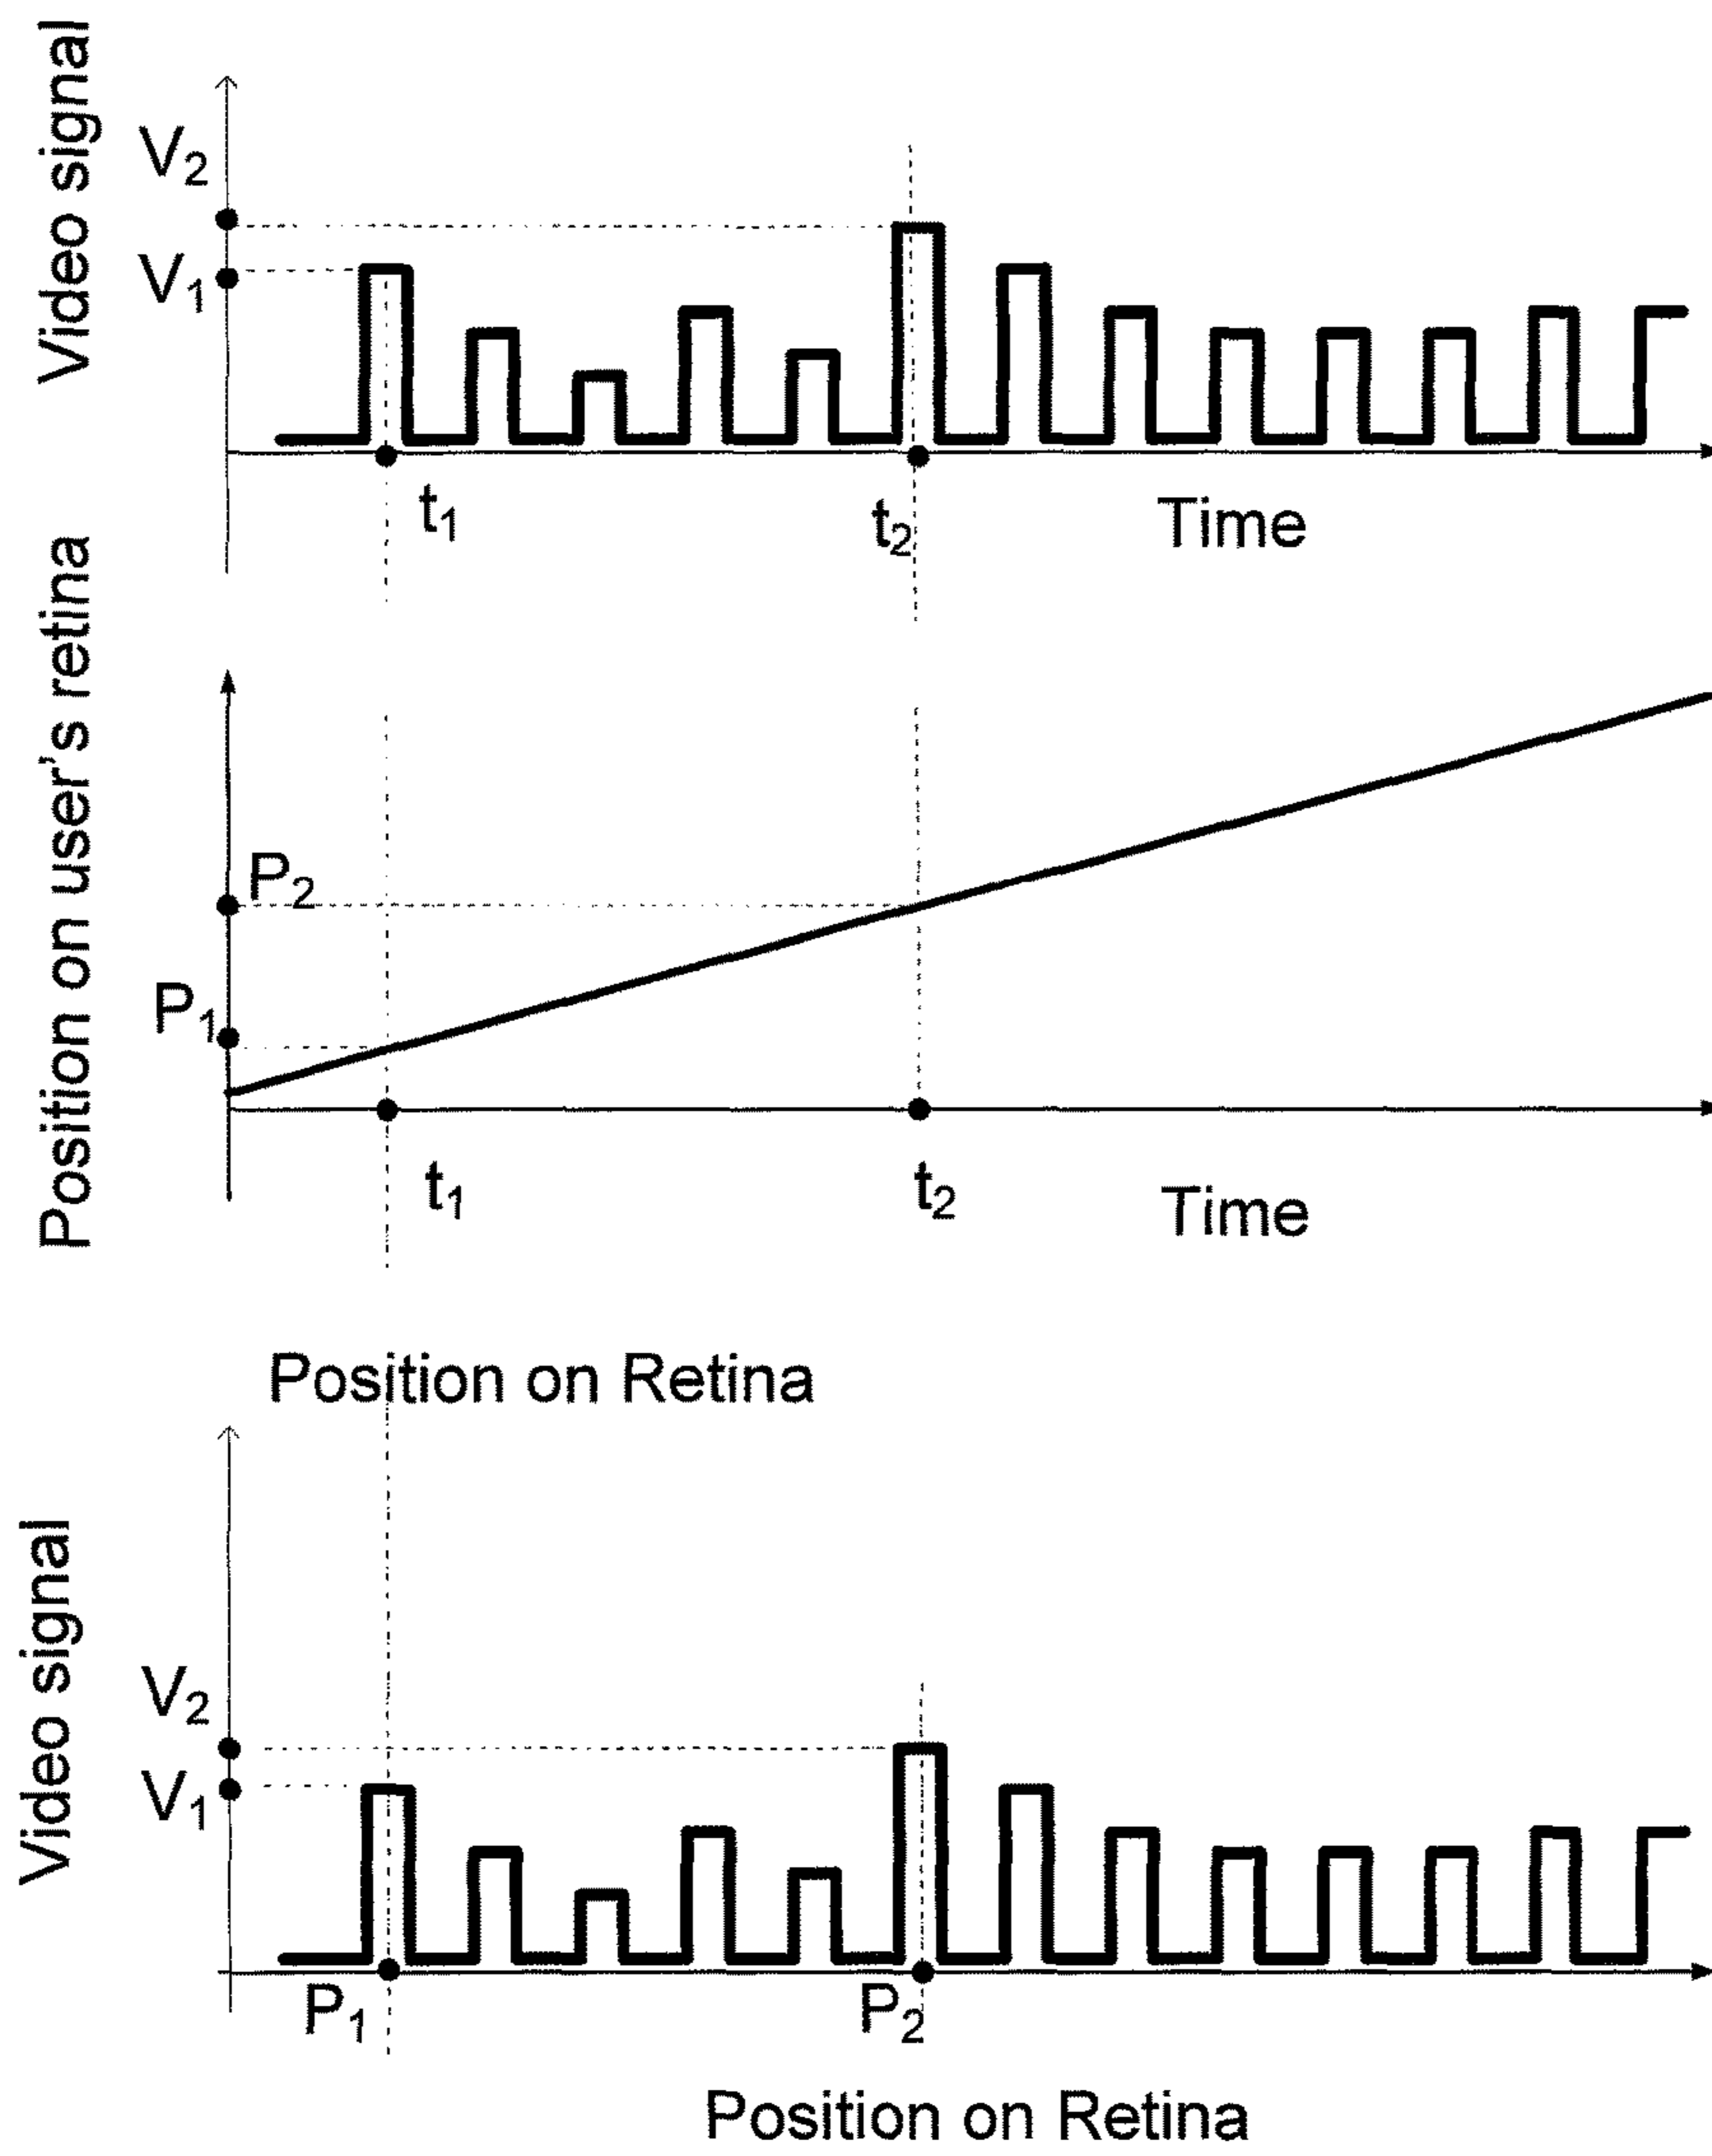 Video signal
V₂
V₁
t₁
t₂
Time
Position on user's retina
P₂
P₁
t₁
t₂
Time
Position on Retina
Video signal
V₂
V₁
P₁
P₂
Position on Retina